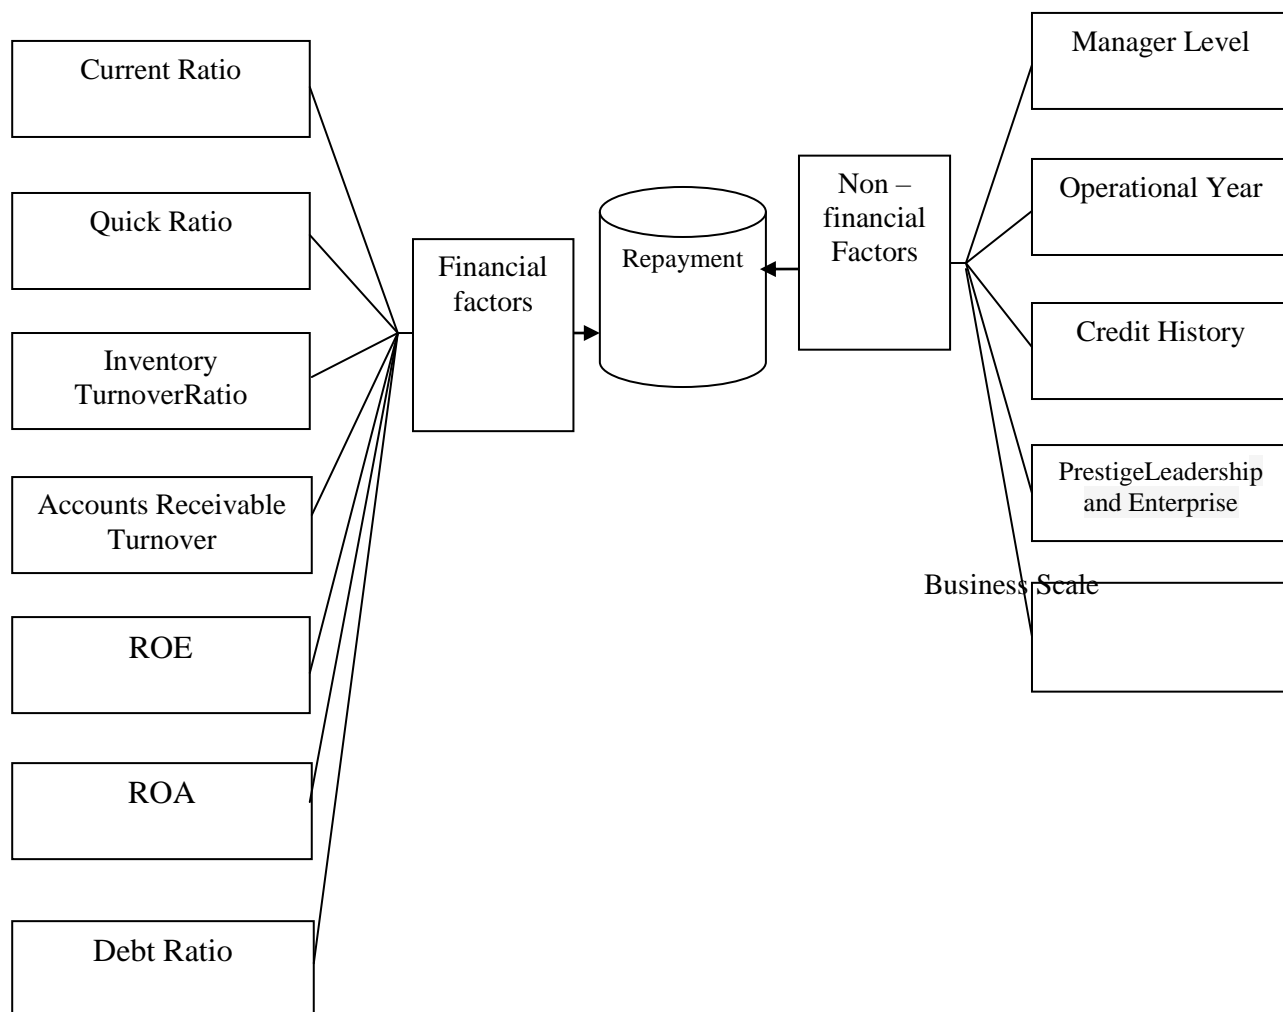 Current Ratio
Quick Ratio
Inventory
TurnoverRatio
Accounts Receivable
Turnover
ROE
ROA
Debt Ratio
Financial
factors
Repayment
Non –
financial
Factors
Manager Level
Operational Year
Credit History
PrestigeLeadership
and Enterprise
Business Scale